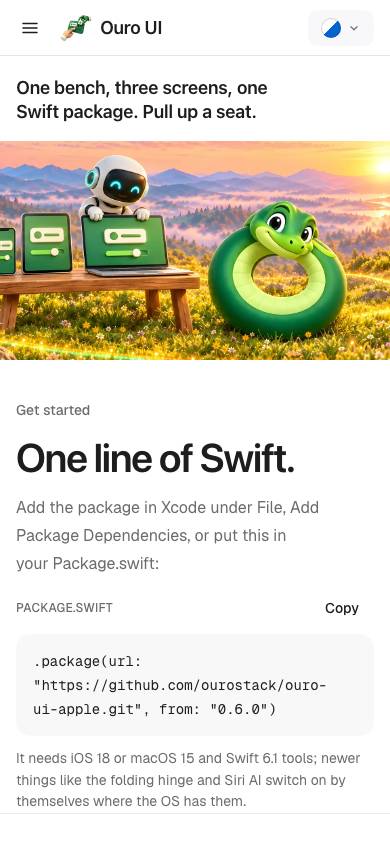 Ouro UI
One bench, three screens, one
Swift package. Pull up a seat.
Get started
One line of Swift.
Add the package in Xcode under File, Add
Package Dependencies, or put this in
your Package.swift:
PACKAGE.SWIFT
Copy
.package(url:
"https://github.com/ourostack/ouro-
ui-apple.git", from: "0.6.0")
It needs iOS 18 or macOS 15 and Swift 6.1 tools; newer
things like the folding hinge and Siri AI switch on by
themselves where the OS has them.